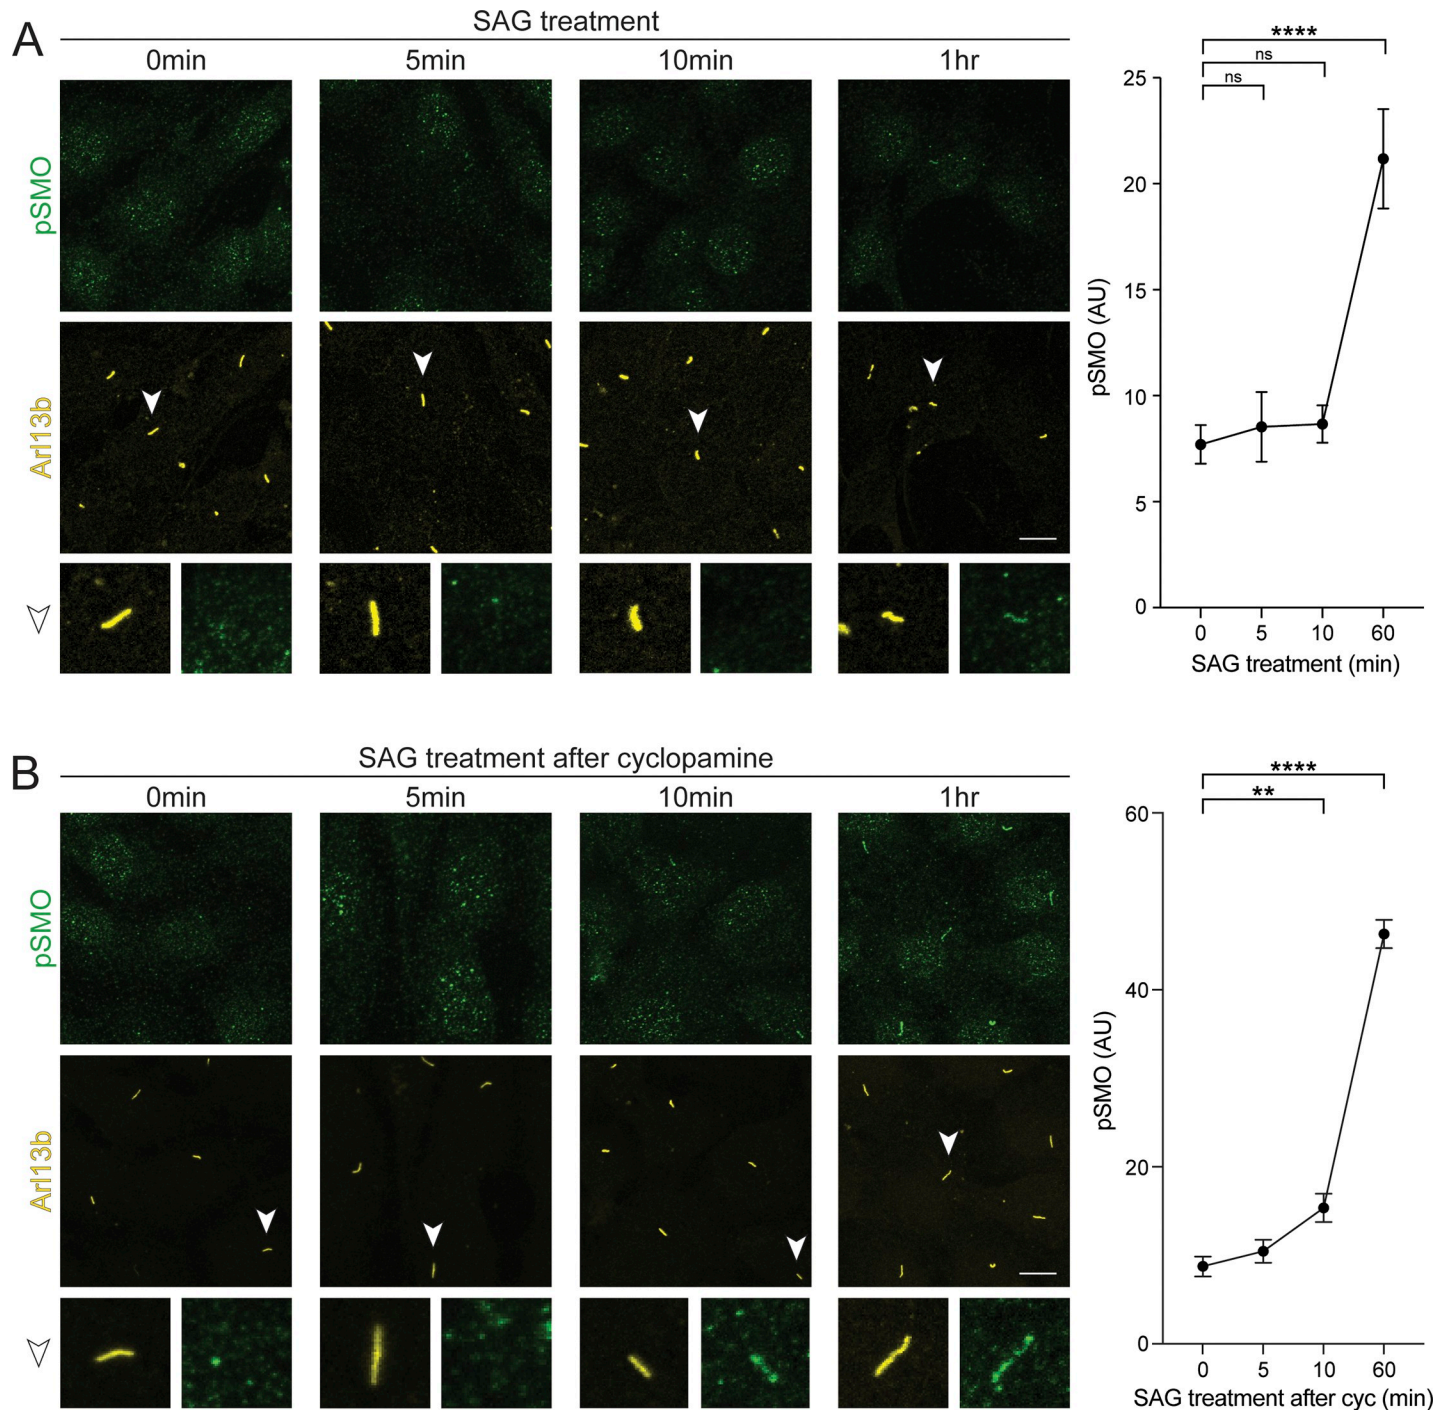 A
SAG treatment
0min 5min 10min 1hr
pSMO
Arl13b
****
ns
ns
25
20
15
10
5
0
pSMO (AU)
0 5 10 60
SAG treatment (min)
B
SAG treatment after cyclopamine
0min 5min 10min 1hr
pSMO
Arl13b
****
**
60
40
20
0
pSMO (AU)
0 5 10 60
SAG treatment after cyc (min)